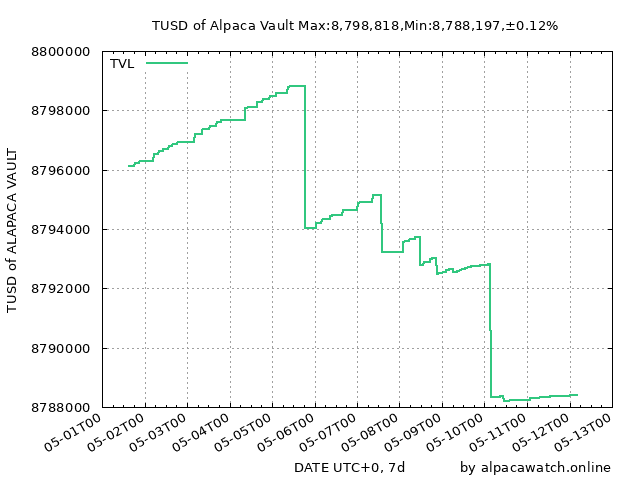 TUSD of Alpaca Vault Max:8,798,818,Min:8,788,197,±0.12%
8800000
TVL
8798000
8796000
8794000
8792000
8790000
8788000
TUSD of ALAPACA VAULT
05-01T00
05-02T00
05-03T00
05-04T00
05-05T00
05-06T00
05-07T00
05-08T00
05-09T00
05-10T00
05-11T00
05-12T00
05-13T00
DATE UTC+0, 7d
by alpacawatch.online